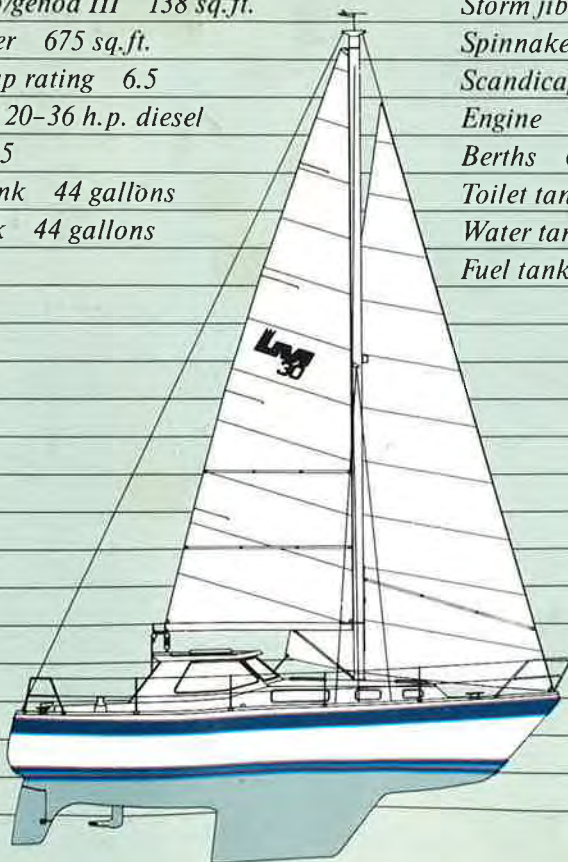 /genoa III 138 sq.ft.
er 675 sq.ft.
p rating 6.5
20–36 h.p. diesel
5
nk 44 gallons
k 44 gallons
Storm jib
Spinnake
Scandica
Engine
Berths
Toilet tan
Water tan
Fuel tank
LM
30